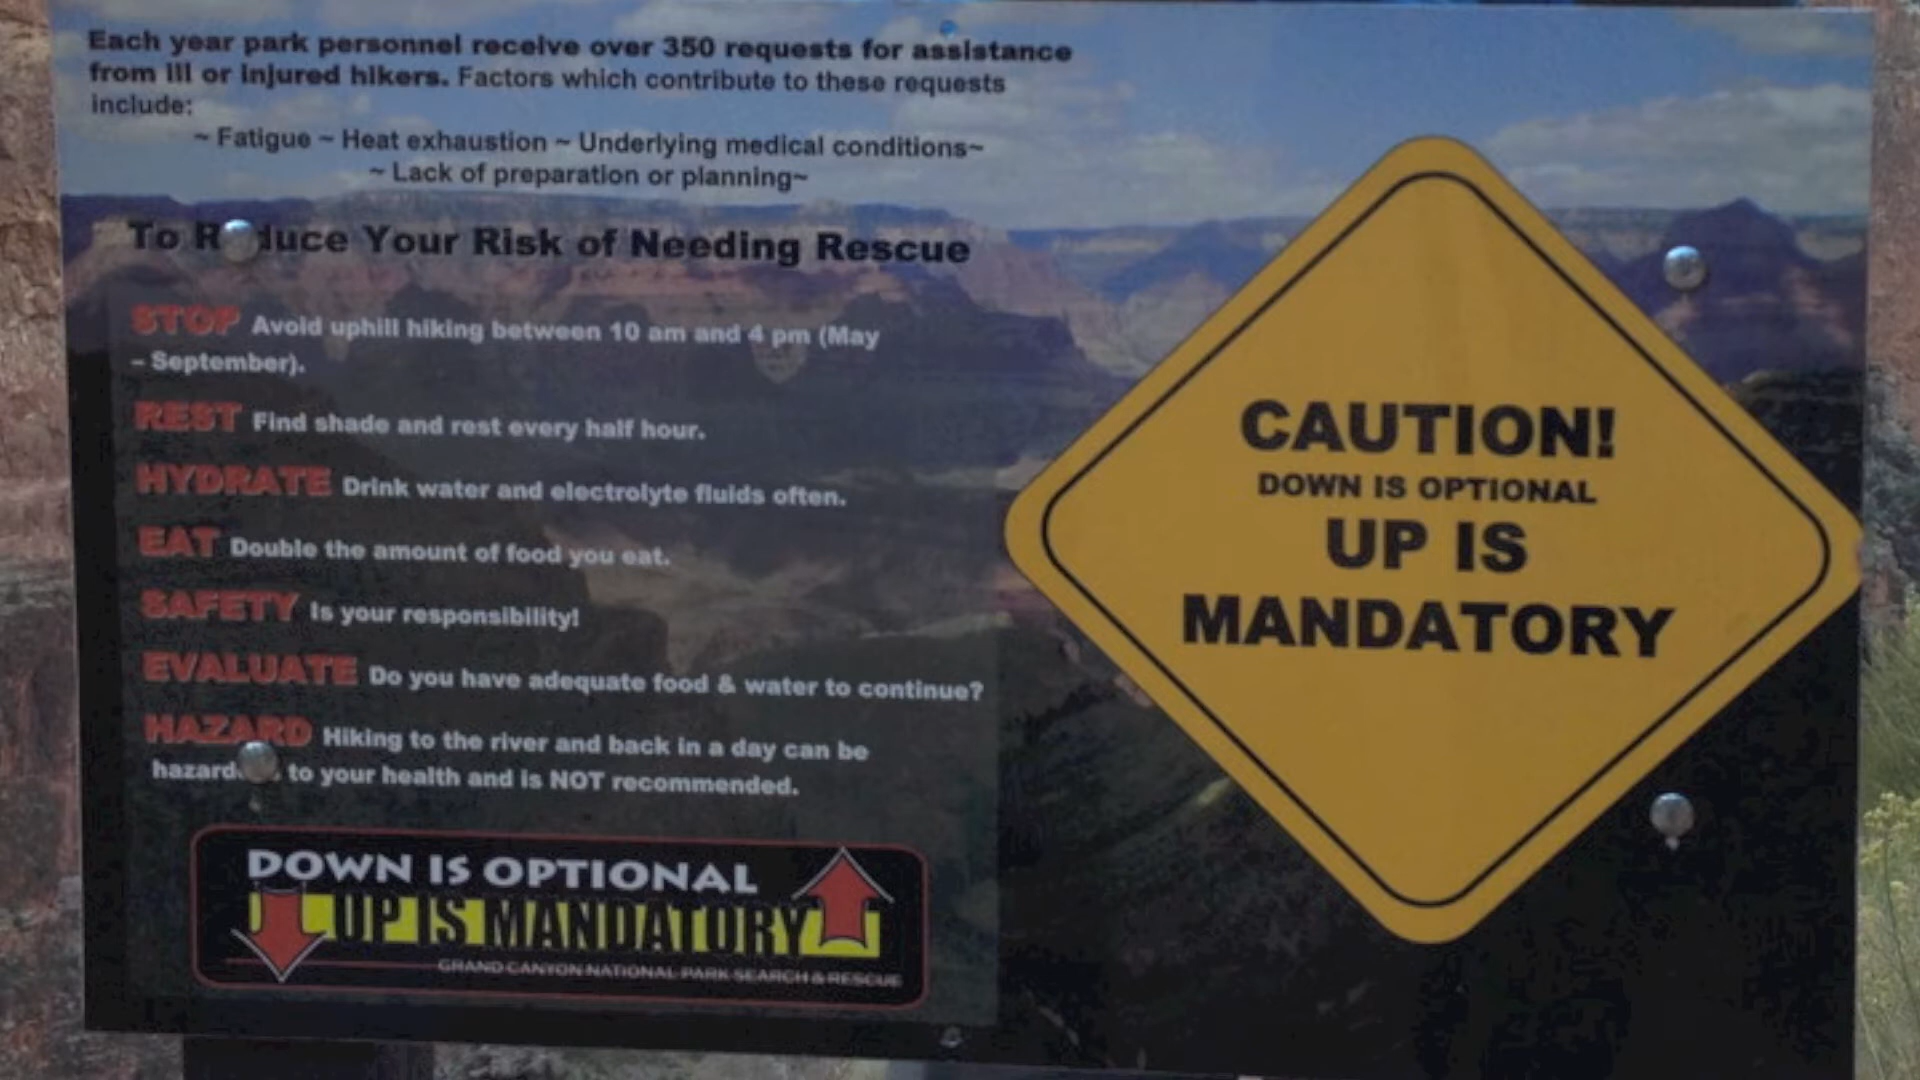 Each year park personnel receive over 350 requests for assistance
from ill or injured hikers. Factors which contribute to these requests
include:
~ Fatigue ~ Heat exhaustion ~ Underlying medical conditions~
~ Lack of preparation or planning~
To Reduce Your Risk of Needing Rescue
STOP Avoid uphill hiking between 10 am and 4 pm (May
– September).
REST Find shade and rest every half hour.
HYDRATE Drink water and electrolyte fluids often.
EAT Double the amount of food you eat.
SAFETY Is your responsibility!
EVALUATE Do you have adequate food & water to continue?
HAZARD Hiking to the river and back in a day can be
hazardous to your health and is NOT recommended.
DOWN IS OPTIONAL
UP IS MANDATORY
GRAND CANYON NATIONAL PARK SEARCH & RESCUE
CAUTION!
DOWN IS OPTIONAL
UP IS
MANDATORY